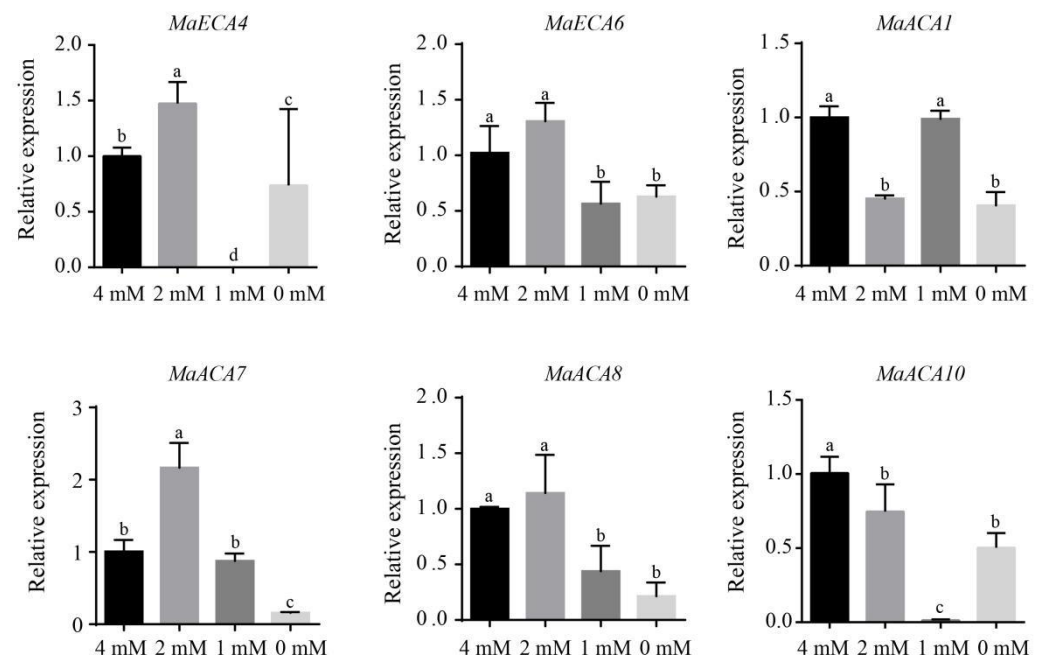 MaECA4
Relative expression
2.0
1.5
1.0
0.5
0.0
b
a
d
c
4 mM 2 mM 1 mM 0 mM
MaECA6
Relative expression
2.0
1.5
1.0
0.5
0.0
a
a
b
b
4 mM 2 mM 1 mM 0 mM
MaACA1
Relative expression
1.5
1.0
0.5
0.0
a
b
a
b
4 mM 2 mM 1 mM 0 mM
MaACA7
Relative expression
3
2
1
0
b
a
b
c
4 mM 2 mM 1 mM 0 mM
MaACA8
Relative expression
2.0
1.5
1.0
0.5
0.0
a
a
b
b
4 mM 2 mM 1 mM 0 mM
MaACA10
Relative expression
1.5
1.0
0.5
0.0
a
b
c
b
4 mM 2 mM 1 mM 0 mM